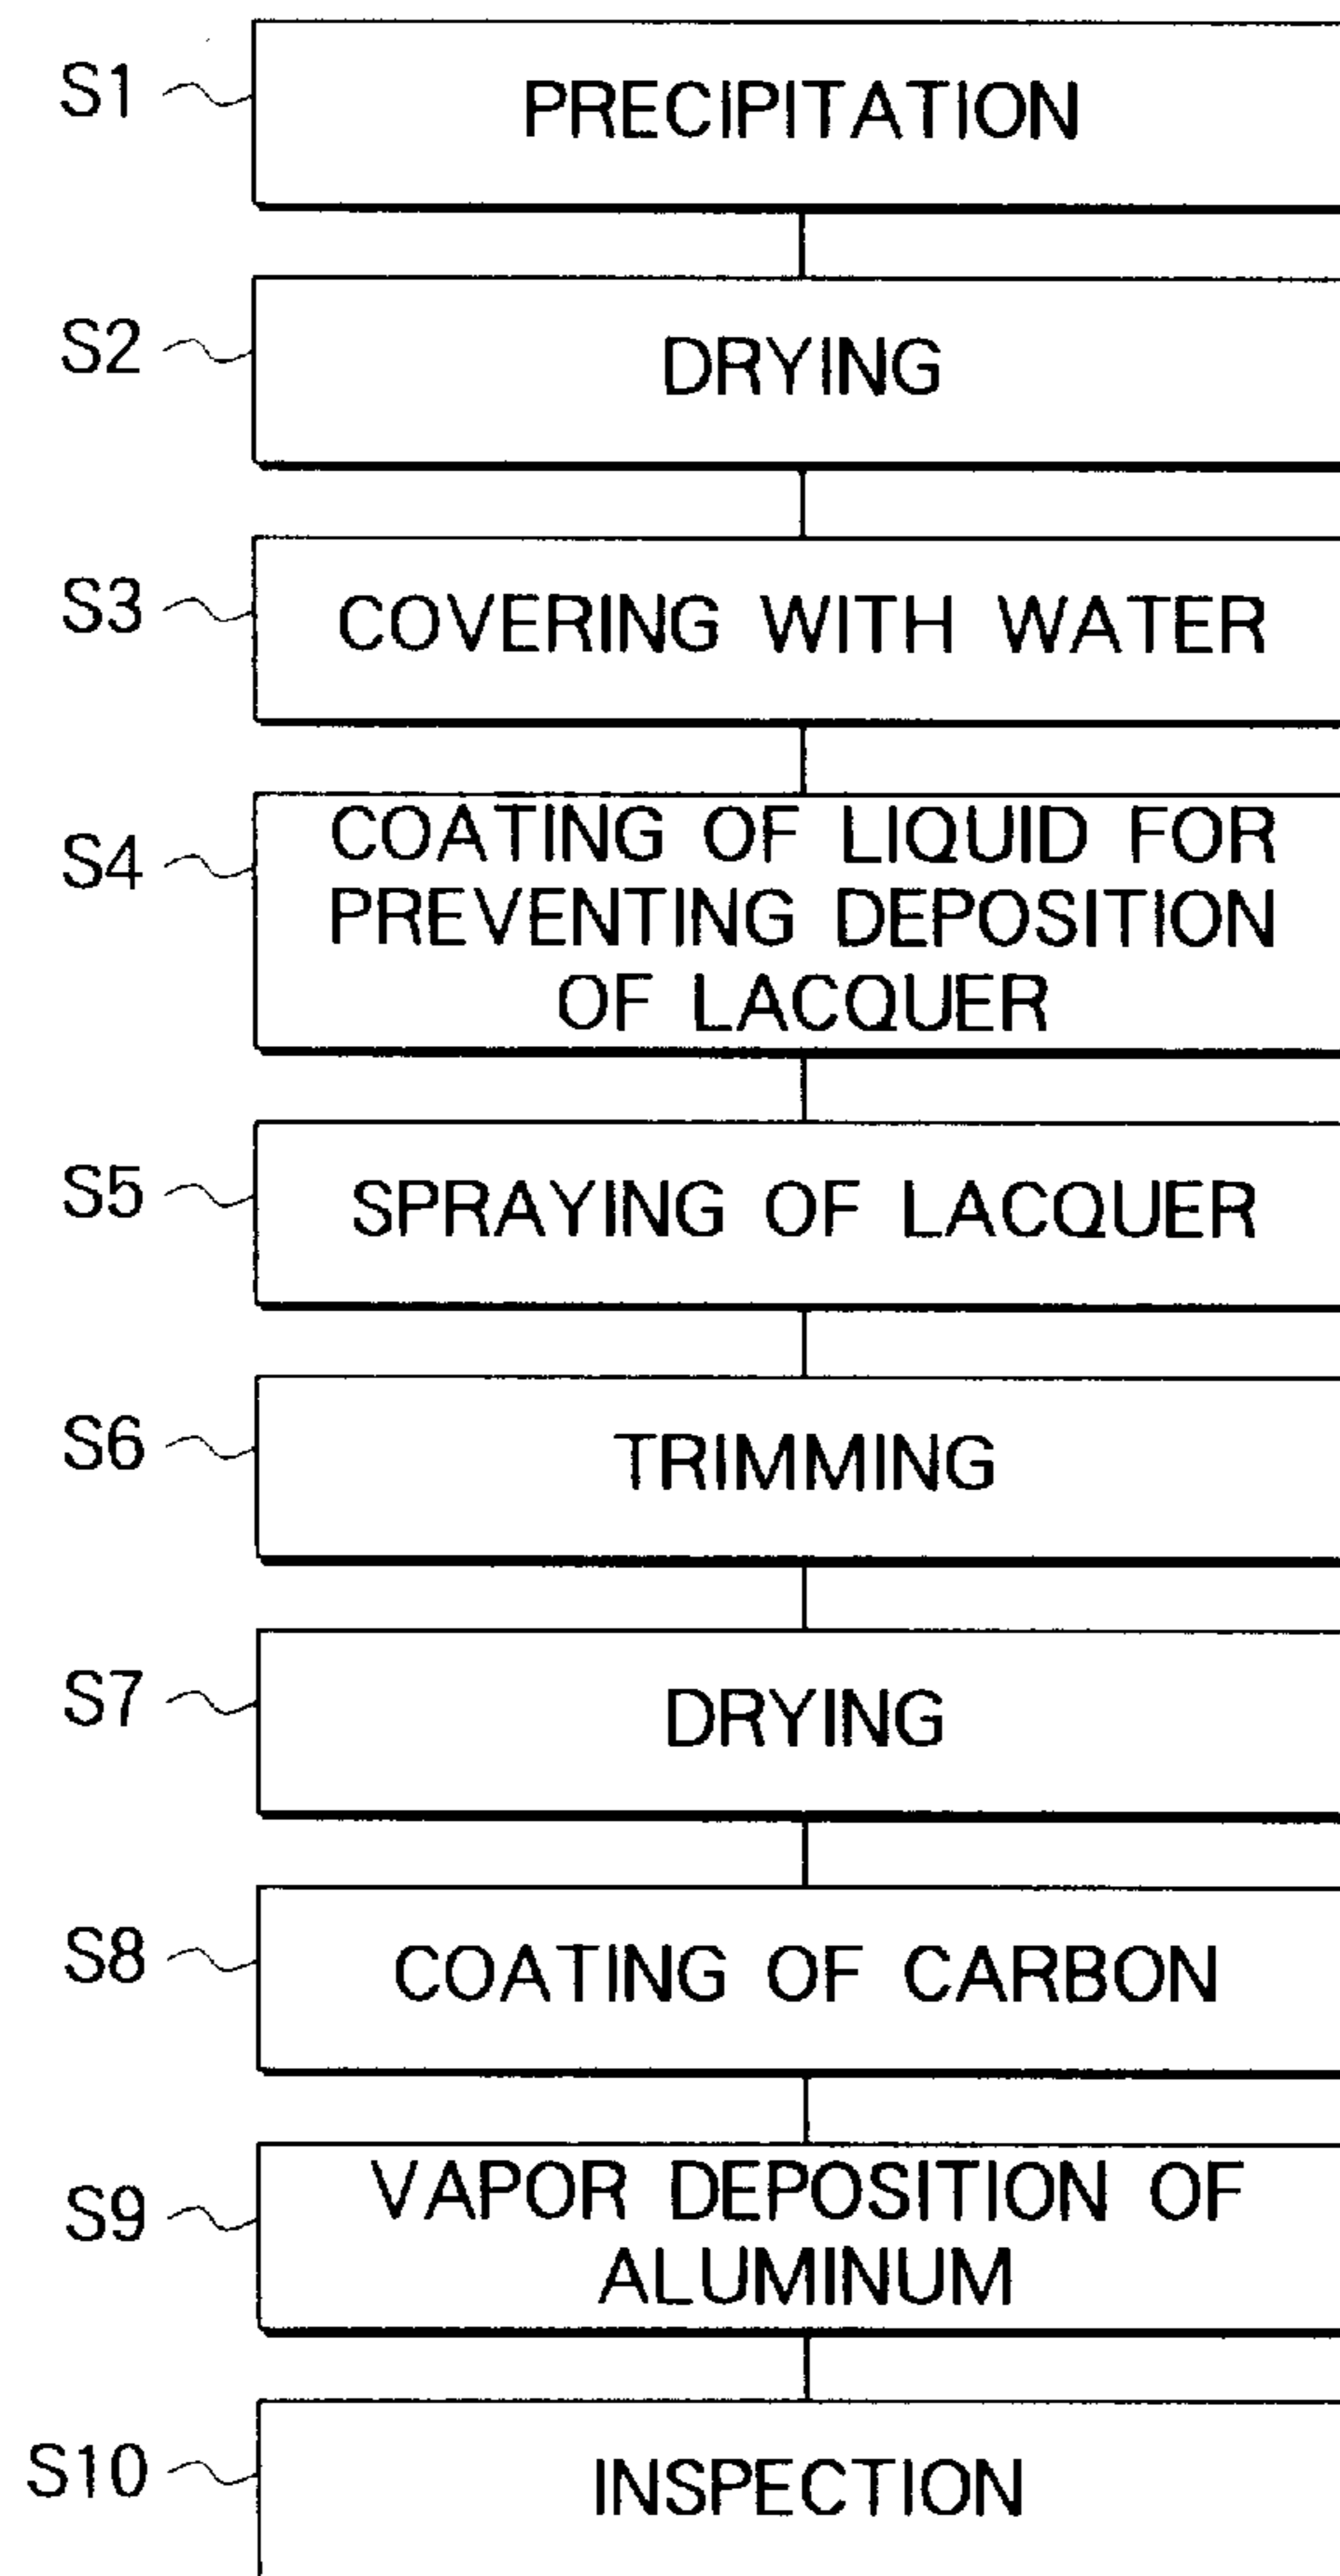 S1 PRECIPITATION
S2 DRYING
S3 COVERING WITH WATER
S4 COATING OF LIQUID FOR
PREVENTING DEPOSITION
OF LACQUER
S5 SPRAYING OF LACQUER
S6 TRIMMING
S7 DRYING
S8 COATING OF CARBON
S9 VAPOR DEPOSITION OF
ALUMINUM
S10 INSPECTION